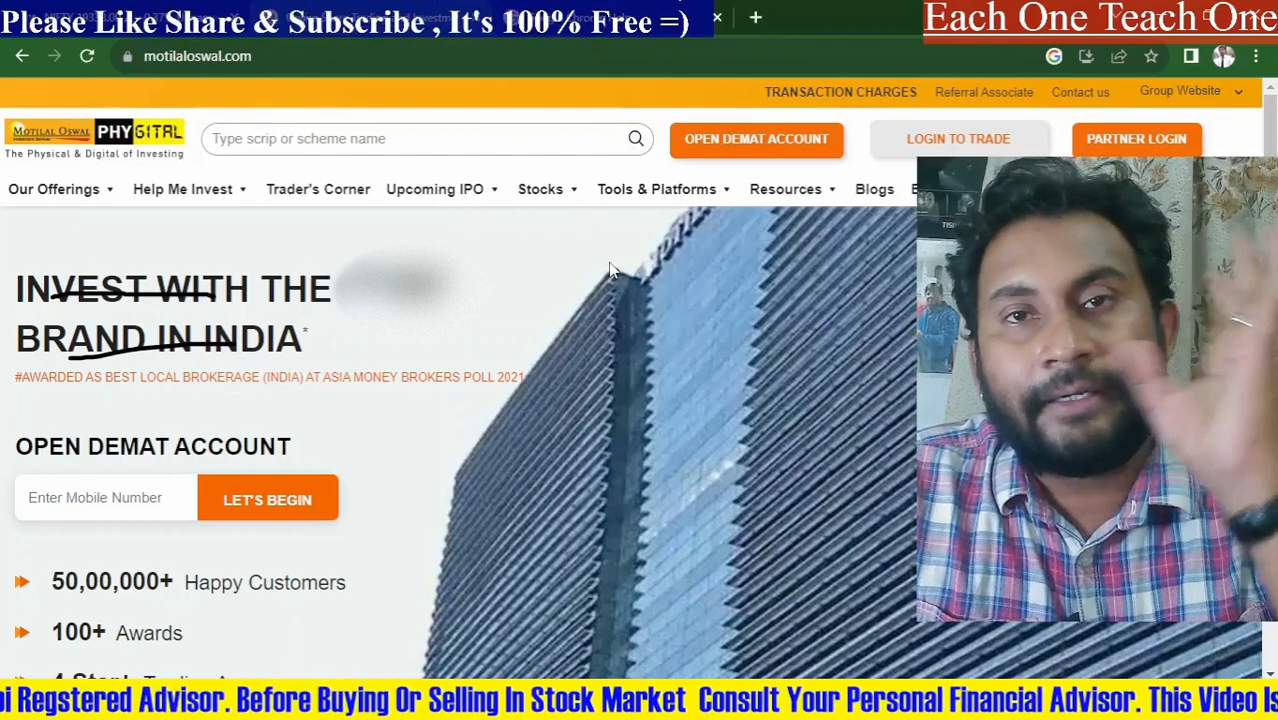 Please Like Share & Subscribe , It's 100% Free =)
Each One Teach One
motilaloswal.com
TRANSACTION CHARGES
Referral Associate
Contact us
Group Website
MOTILAL OSWAL
PHYGITAL
The Physical & Digital of Investing
Type scrip or scheme name
OPEN DEMAT ACCOUNT
LOGIN TO TRADE
PARTNER LOGIN
Our Offerings
Help Me Invest
Trader's Corner
Upcoming IPO
Stocks
Tools & Platforms
Resources
Blogs
INVEST WITH THE
BRAND IN INDIA*
#AWARDED AS BEST LOCAL BROKERAGE (INDIA) AT ASIA MONEY BROKERS POLL 2021
OPEN DEMAT ACCOUNT
Enter Mobile Number
LET'S BEGIN
50,00,000+ Happy Customers
100+ Awards
Regstered Advisor. Before Buying Or Selling In Stock Market Consult Your Personal Financial Advisor. This Video Is